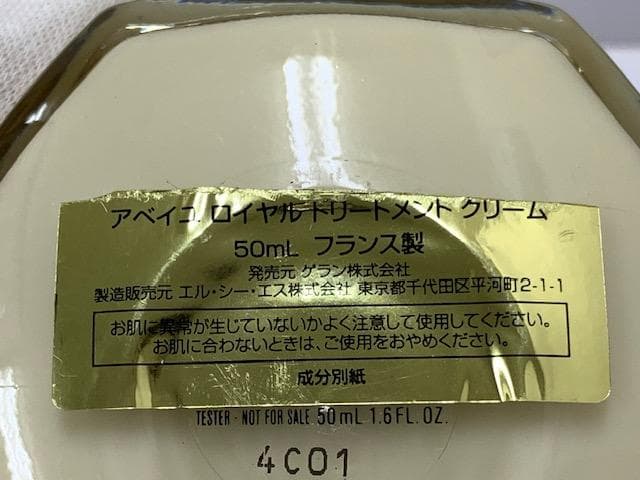 アベイユ ロイヤル トリートメント クリーム
50mL フランス製
発売元 ゲラン株式会社
製造販売元 エル・シー・エス株式会社 東京都千代田区平河町2-1-1
お肌に異常が生じていないかよく注意して使用してください。
お肌に合わないときは、ご使用をおやめください。
成分別紙
TESTER - NOT FOR SALE 50 mL 1.6 FL. OZ.
4C01